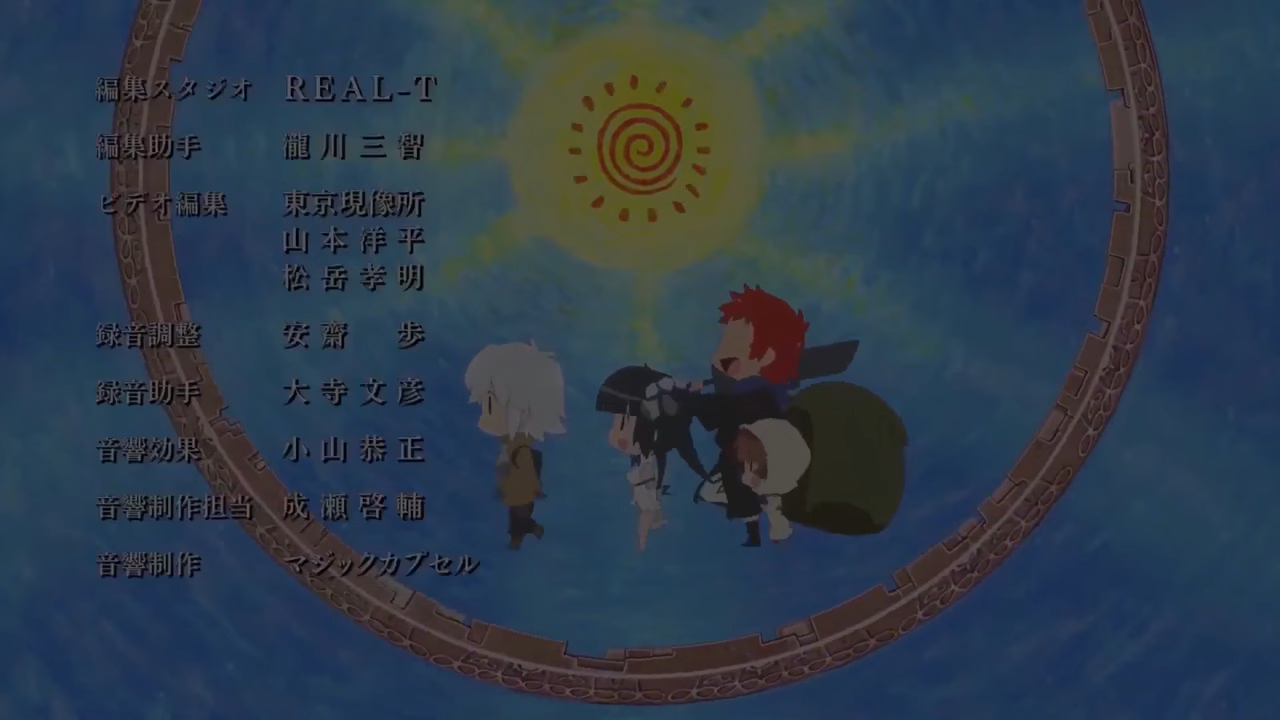 編集スタジオ REAL-T
編集助手 瀧川三智
ビデオ編集 東京現像所
山本洋平
松岳孝明
録音調整 安齋 歩
録音助手 大寺文彦
音響効果 小山恭正
音響制作担当 成瀬啓輔
音響制作 マジックカプセル